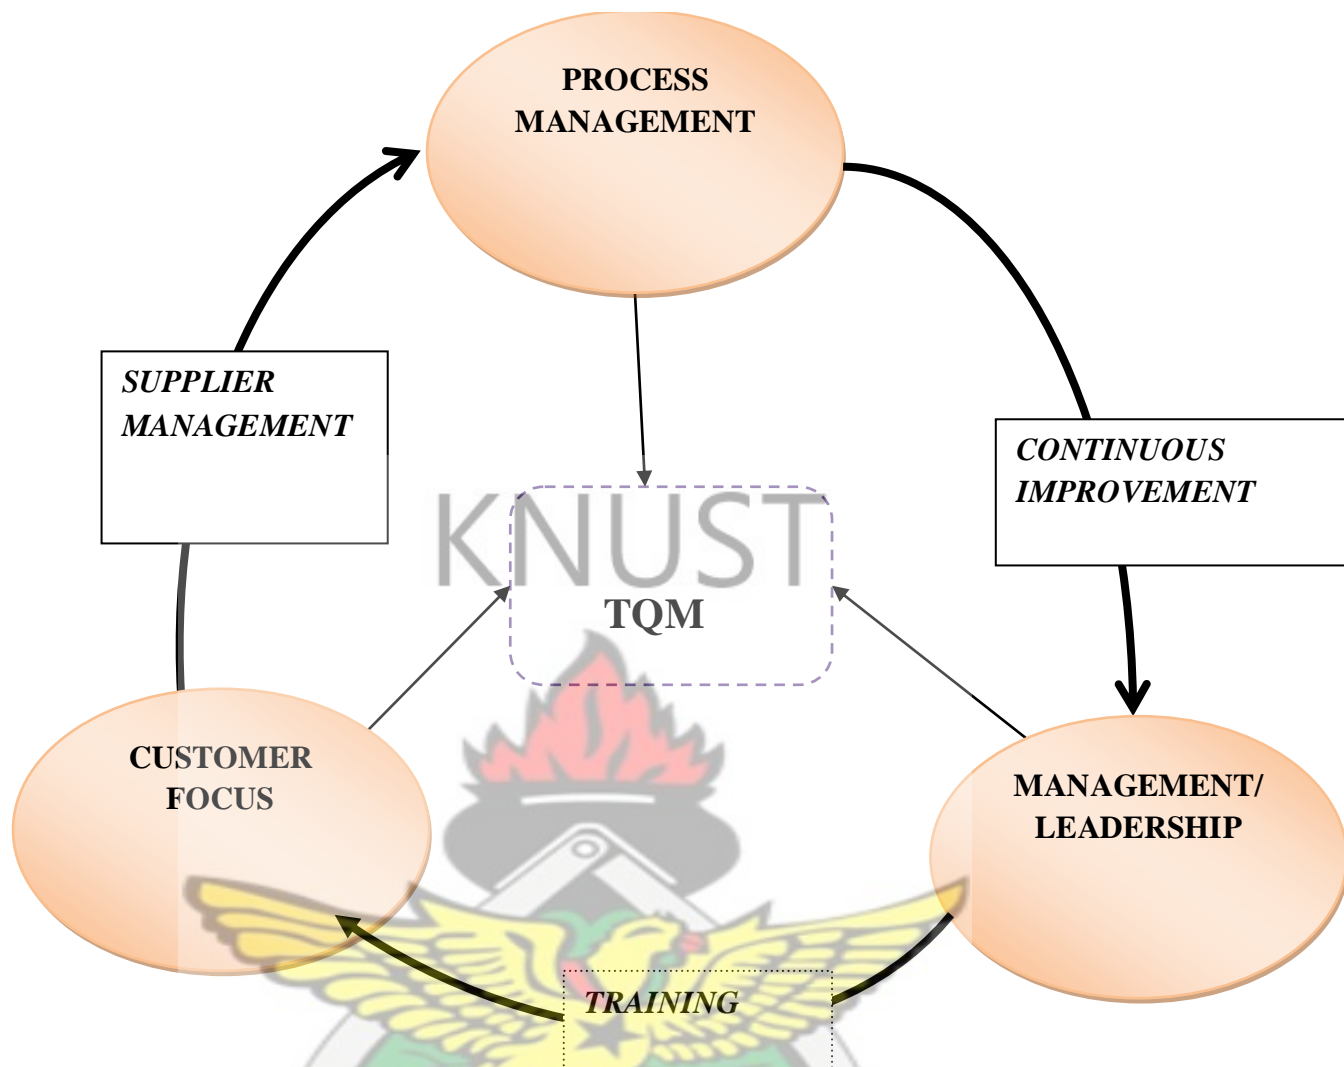 PROCESS
MANAGEMENT
SUPPLIER
MANAGEMENT
CONTINUOUS
IMPROVEMENT
KNUST
TQM
CUSTOMER
FOCUS
MANAGEMENT/
LEADERSHIP
TRAINING